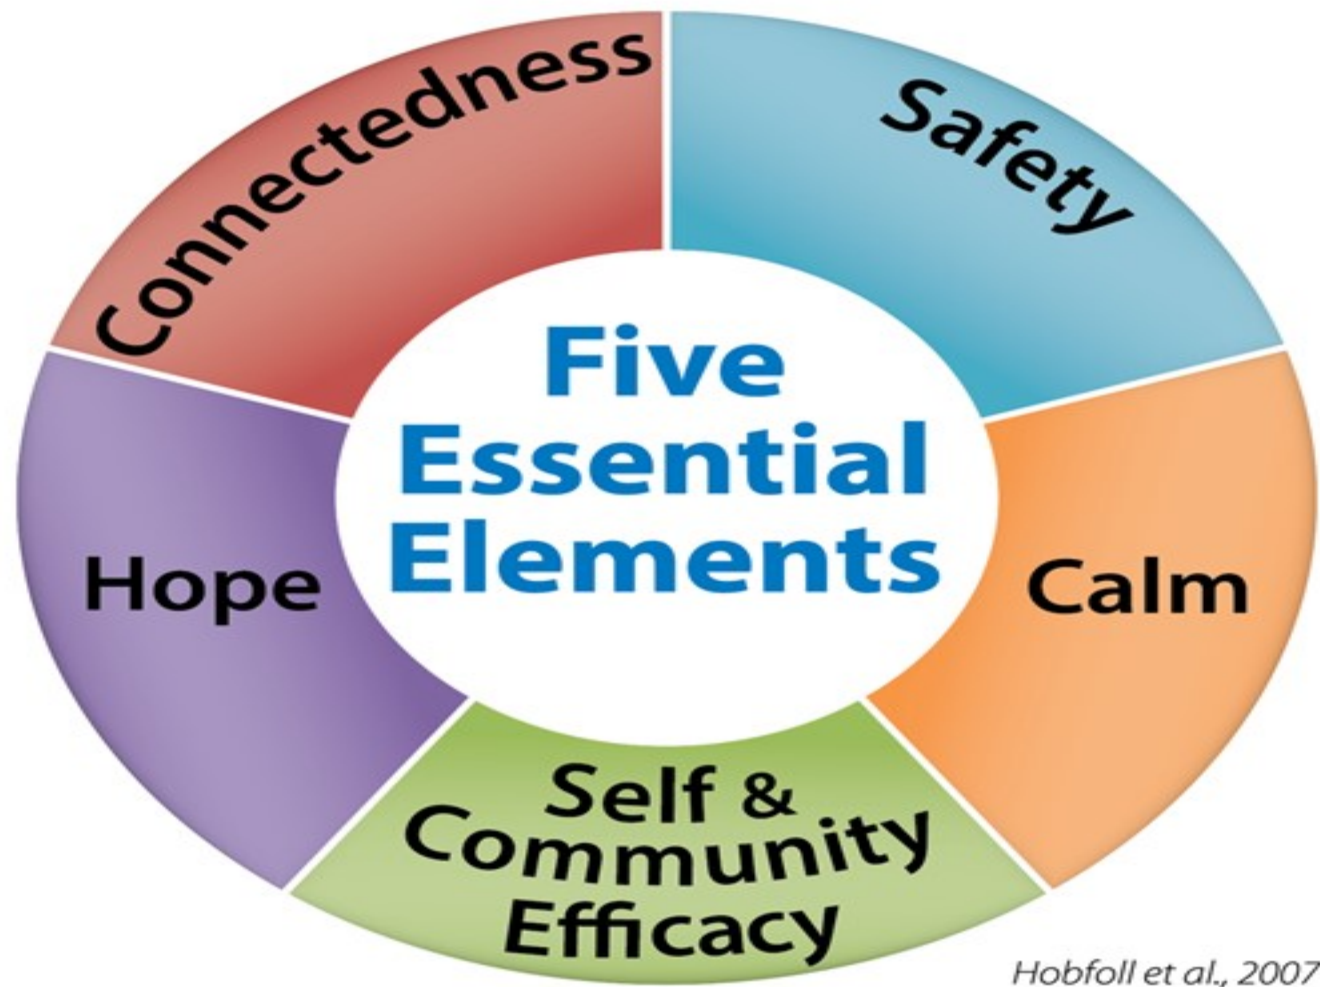 Connectedness
Safety
Five
Essential
Elements
Hope
Calm
Self &
Community
Efficacy
Hobfoll et al., 2007